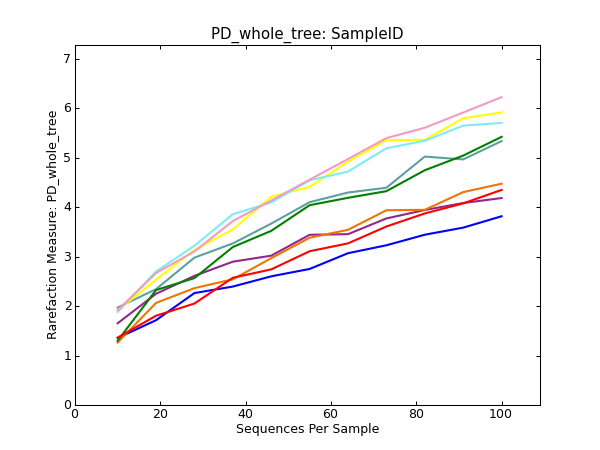 PD_whole_tree: SampleID
7
6
5
4
3
2
1
0
Rarefaction Measure: PD_whole_tree
0 20 40 60 80 100
Sequences Per Sample